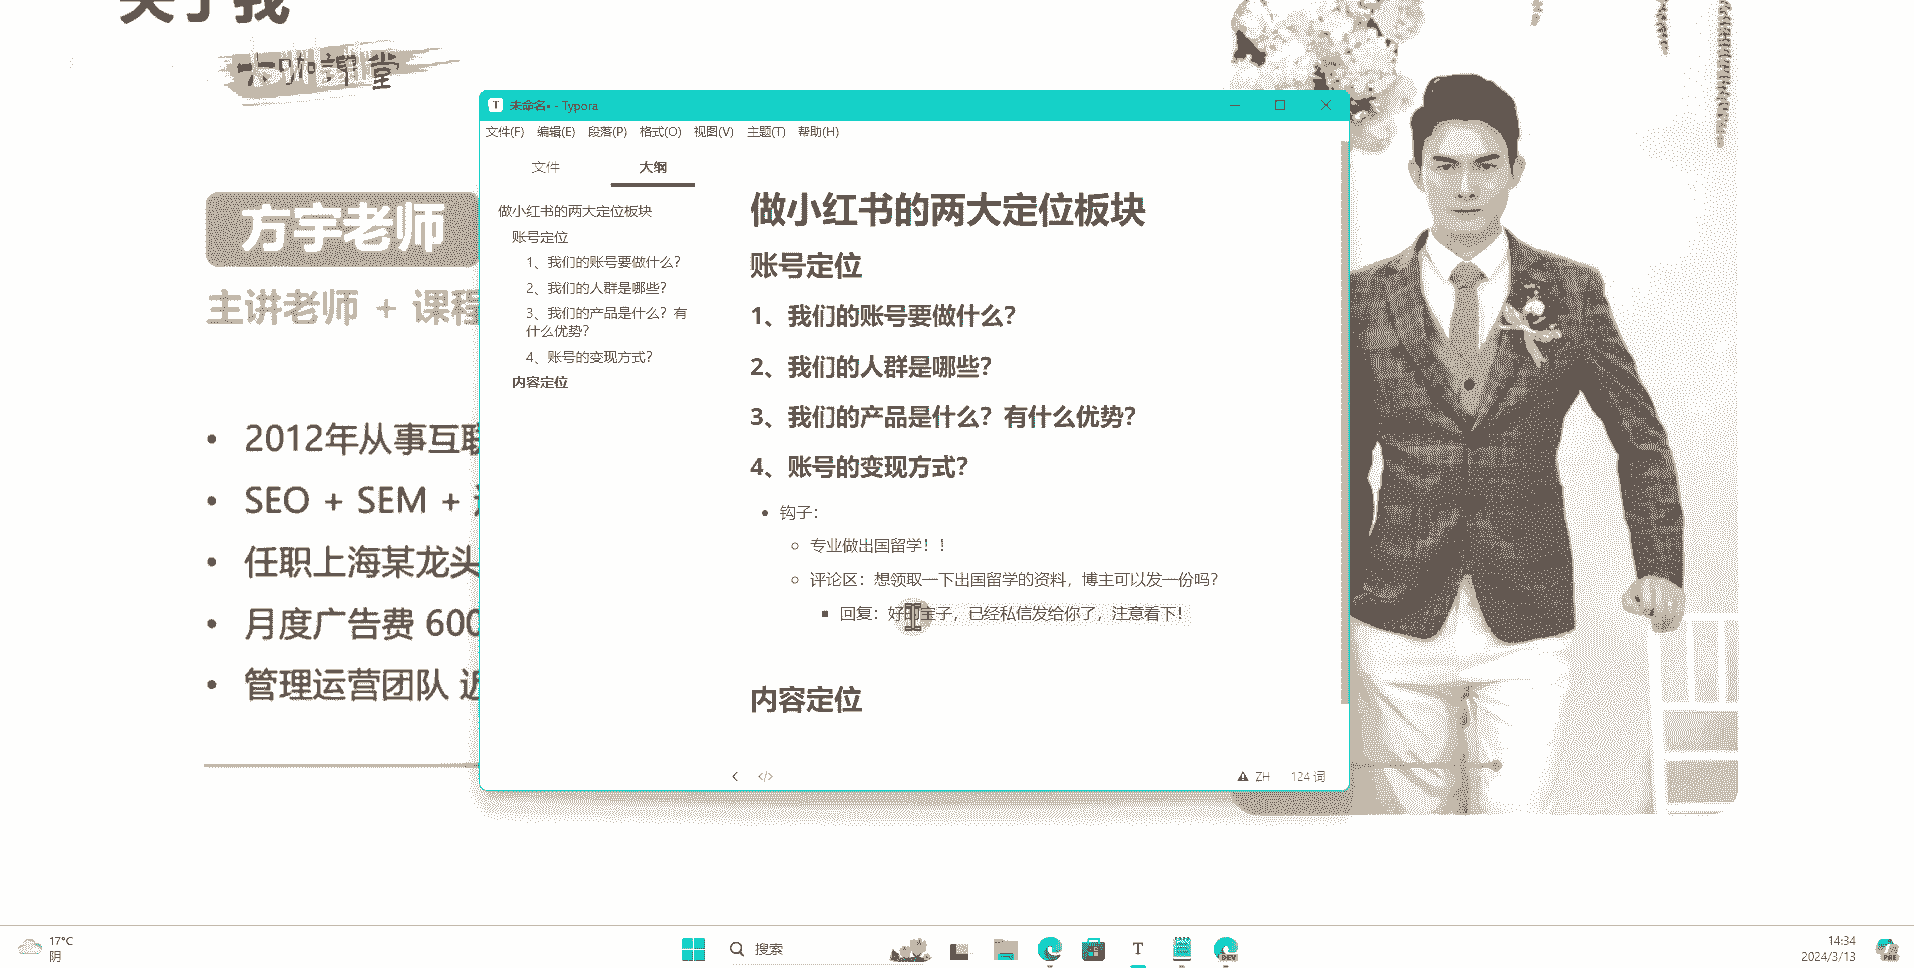 关于我
大咖课堂
方宇老师
主讲老师 + 课程
• 2012年从事互联
• SEO + SEM +
• 任职上海某龙头
• 月度广告费 600
• 管理运营团队 近
未命名• - Typora
文件(F) 编辑(E) 段落(P) 格式(O) 视图(V) 主题(T) 帮助(H)
文件 大纲
做小红书的两大定位板块
账号定位
1、我们的账号要做什么？
2、我们的人群是哪些？
3、我们的产品是什么？有
什么优势？
4、账号的变现方式？
内容定位
做小红书的两大定位板块
账号定位
1、我们的账号要做什么？
2、我们的人群是哪些？
3、我们的产品是什么？有什么优势？
4、账号的变现方式？
• 钩子：
专业做出国留学！！
评论区：想领取一下出国留学的资料，博主可以发一份吗？
回复：好的宝子，已经私信发给你了，注意看下！
内容定位
ZH 124 词
17°C
阴
搜索
T
DEV
14:34
2024/3/13
PRE